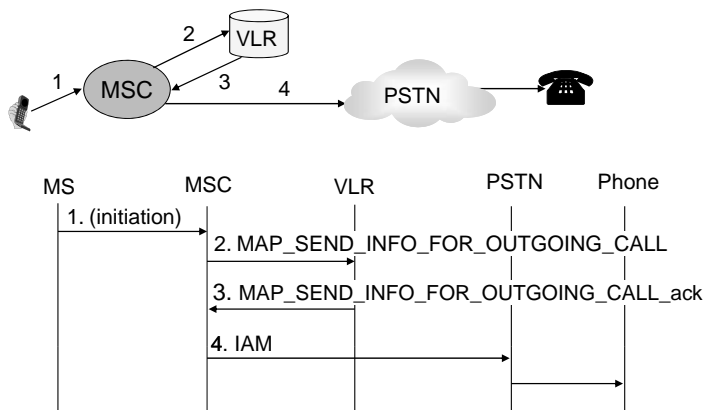 2
VLR
1
MSC
3
4
PSTN
MS
MSC
VLR
PSTN
Phone
1. (initiation)
2. MAP_SEND_INFO_FOR_OUTGOING_CALL
3. MAP_SEND_INFO_FOR_OUTGOING_CALL_ack
4. IAM